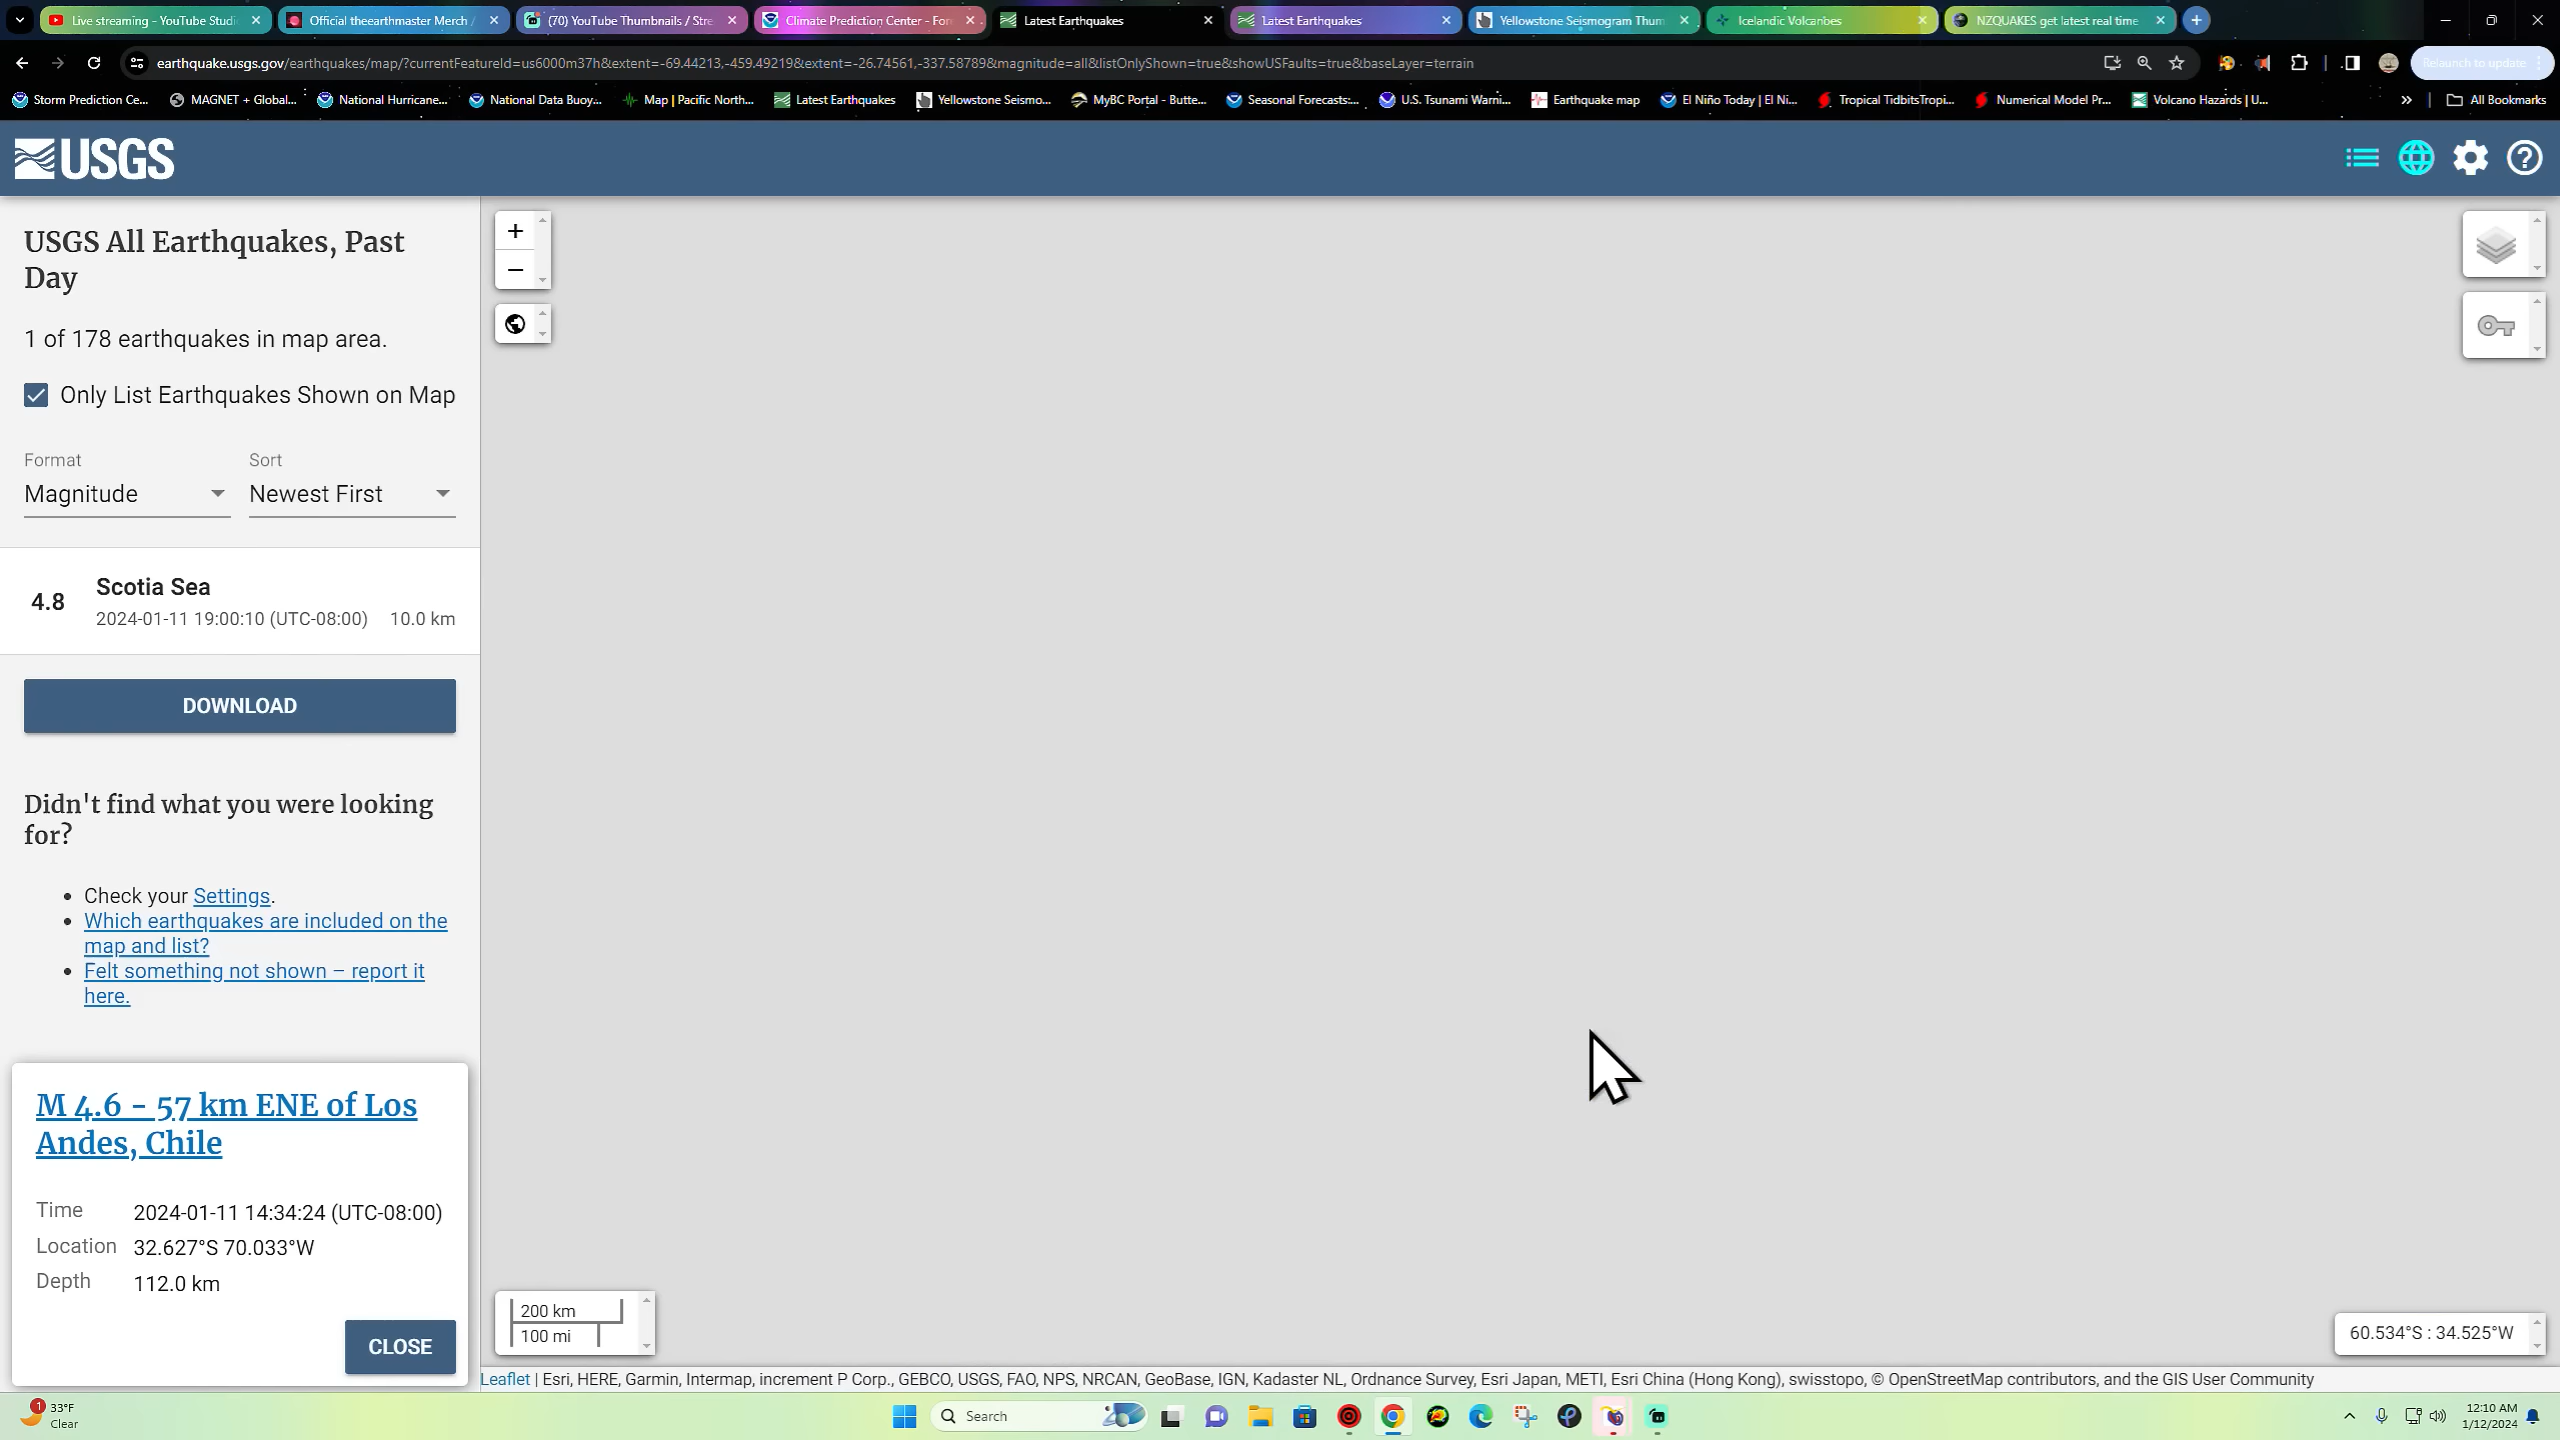 Live streaming - YouTube Studi
Official theearthmaster Merch /
(70) YouTube Thumbnails / Stre
Climate Prediction Center - For
Latest Earthquakes
Latest Earthquakes
Yellowstone Seismogram Thum
Icelandic Volcanbes
NZQUAKES get latest real time
earthquake.usgs.gov/earthquakes/map/?currentFeatureId=us6000m37h&extent=-69.44213,-459.49219&extent=-26.74561,-337.58789&magnitude=all&listOnlyShown=true&showUSFaults=true&baseLayer=terrain
Relaunch to update
Storm Prediction Ce...
MAGNET + Global...
National Hurricane...
National Data Buoy...
Map | Pacific North...
Latest Earthquakes
Yellowstone Seismo...
MyBC Portal - Butte...
Seasonal Forecasts:...
U.S. Tsunami Warni...
Earthquake map
El Niño Today | El Ni...
Tropical TidbitsTropi...
Numerical Model Pr...
Volcano Hazards | U...
All Bookmarks
USGS
USGS All Earthquakes, Past
Day
1 of 178 earthquakes in map area.
Only List Earthquakes Shown on Map
Format
Sort
Magnitude
Newest First
4.8
Scotia Sea
2024-01-11 19:00:10 (UTC-08:00) 10.0 km
DOWNLOAD
Didn't find what you were looking
for?
Check your Settings.
Which earthquakes are included on the
map and list?
Felt something not shown – report it
here.
M 4.6 - 57 km ENE of Los
Andes, Chile
Time 2024-01-11 14:34:24 (UTC-08:00)
Location 32.627°S 70.033°W
Depth 112.0 km
CLOSE
200 km
100 mi
60.534°S : 34.525°W
Leaflet | Esri, HERE, Garmin, Intermap, increment P Corp., GEBCO, USGS, FAO, NPS, NRCAN, GeoBase, IGN, Kadaster NL, Ordnance Survey, Esri Japan, METI, Esri China (Hong Kong), swisstopo, © OpenStreetMap contributors, and the GIS User Community
1
33°F
Clear
Search
12:10 AM
1/12/2024